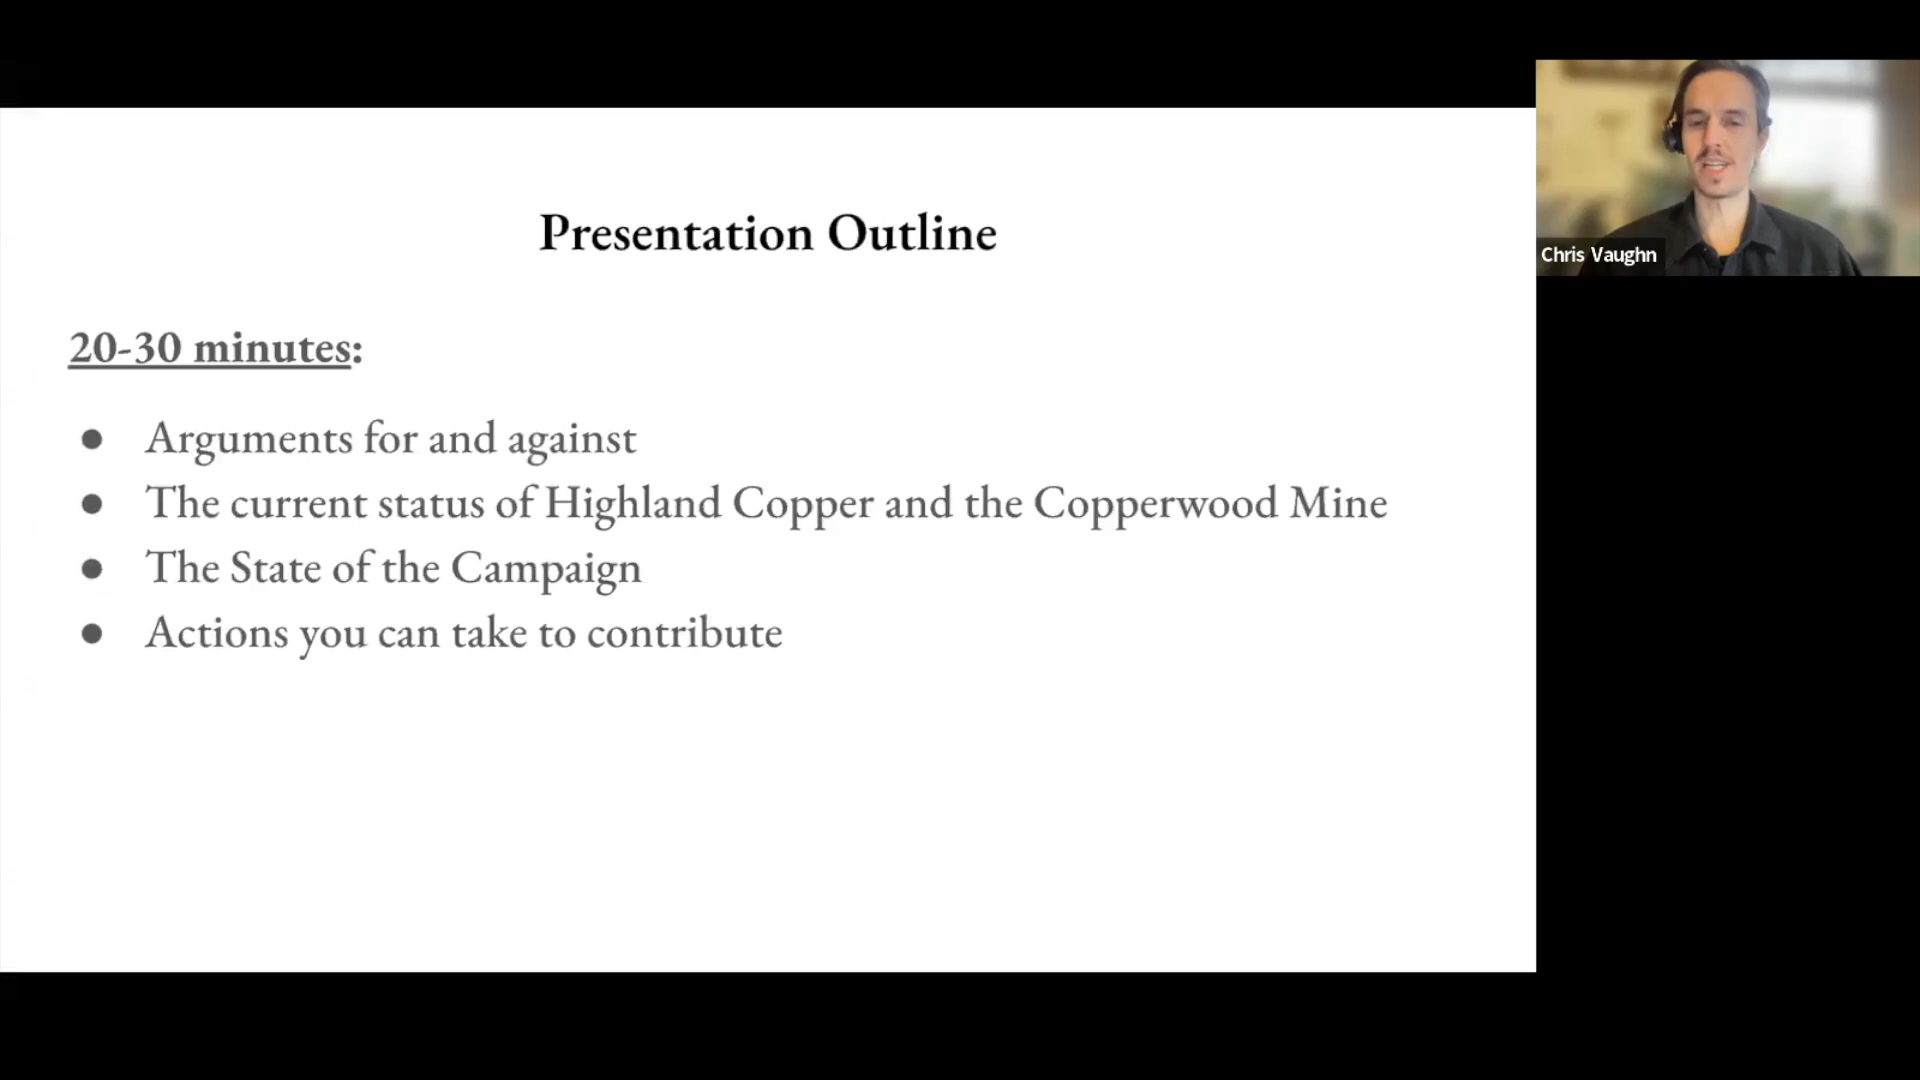 Presentation Outline
20-30 minutes:
● Arguments for and against
● The current status of Highland Copper and the Copperwood Mine
● The State of the Campaign
● Actions you can take to contribute
Chris Vaughn